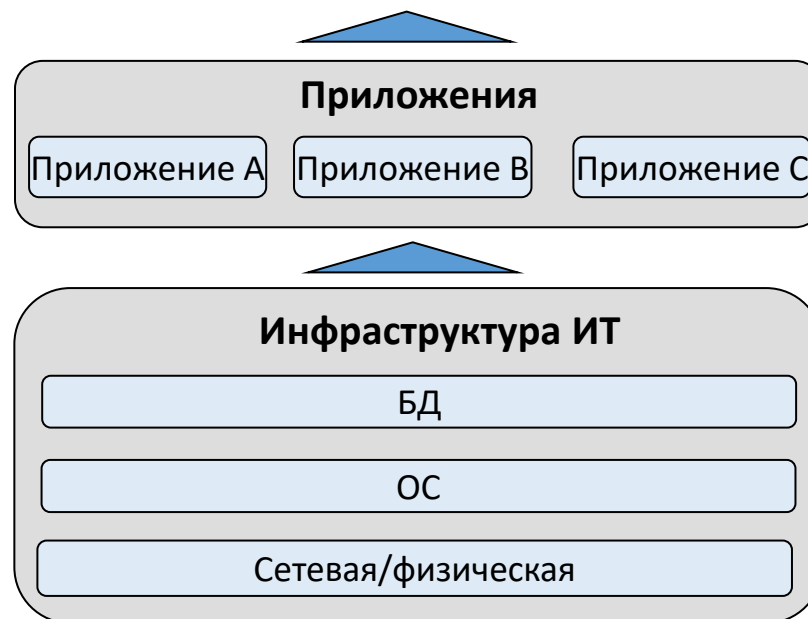 Приложения
Приложение A
Приложение B
Приложение C
Инфраструктура ИТ
БД
ОС
Сетевая/физическая